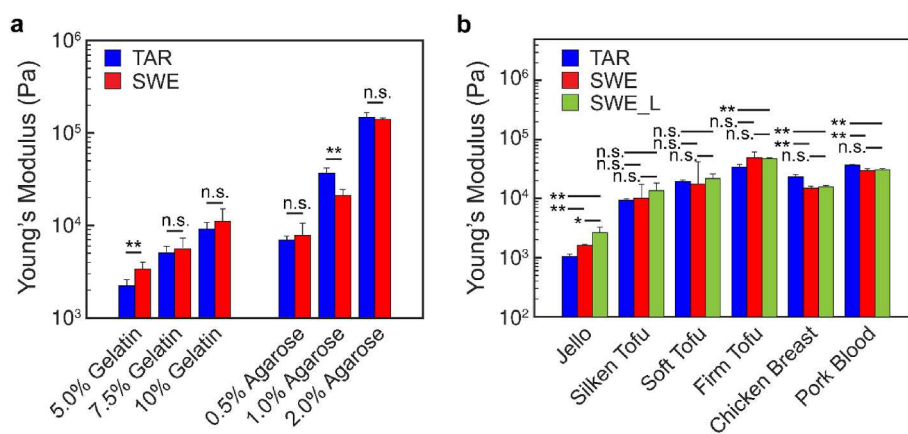 a
Young's Modulus (Pa)
10^6
10^5
10^4
10^3
TAR
SWE
**
n.s.
n.s.
n.s.
**
n.s.
5.0% Gelatin
7.5% Gelatin
10% Gelatin
0.5% Agarose
1.0% Agarose
2.0% Agarose
b
Young's Modulus (Pa)
10^6
10^5
10^4
10^3
10^2
TAR
SWE
SWE_L
**
**
*
n.s.
n.s.
n.s.
n.s.
n.s.
n.s.
**
n.s.
n.s.
**
**
n.s.
**
**
n.s.
Jello
Silken Tofu
Soft Tofu
Firm Tofu
Chicken Breast
Pork Blood